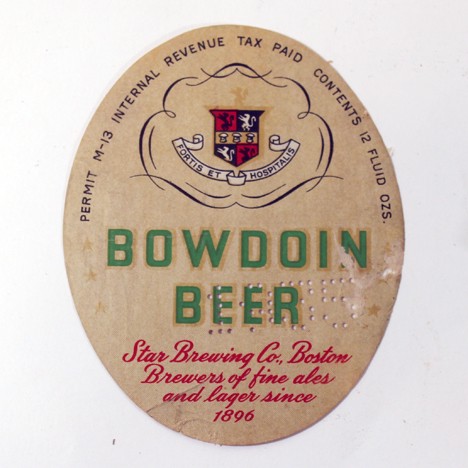 PERMIT M-13 INTERNAL REVENUE TAX PAID CONTENTS 12 FLUID OZS.
BBB
FORTIS ET HOSPITALIS
BOWDOIN
BEER
Star Brewing Co., Boston
Brewers of fine ales
and lager since
1896